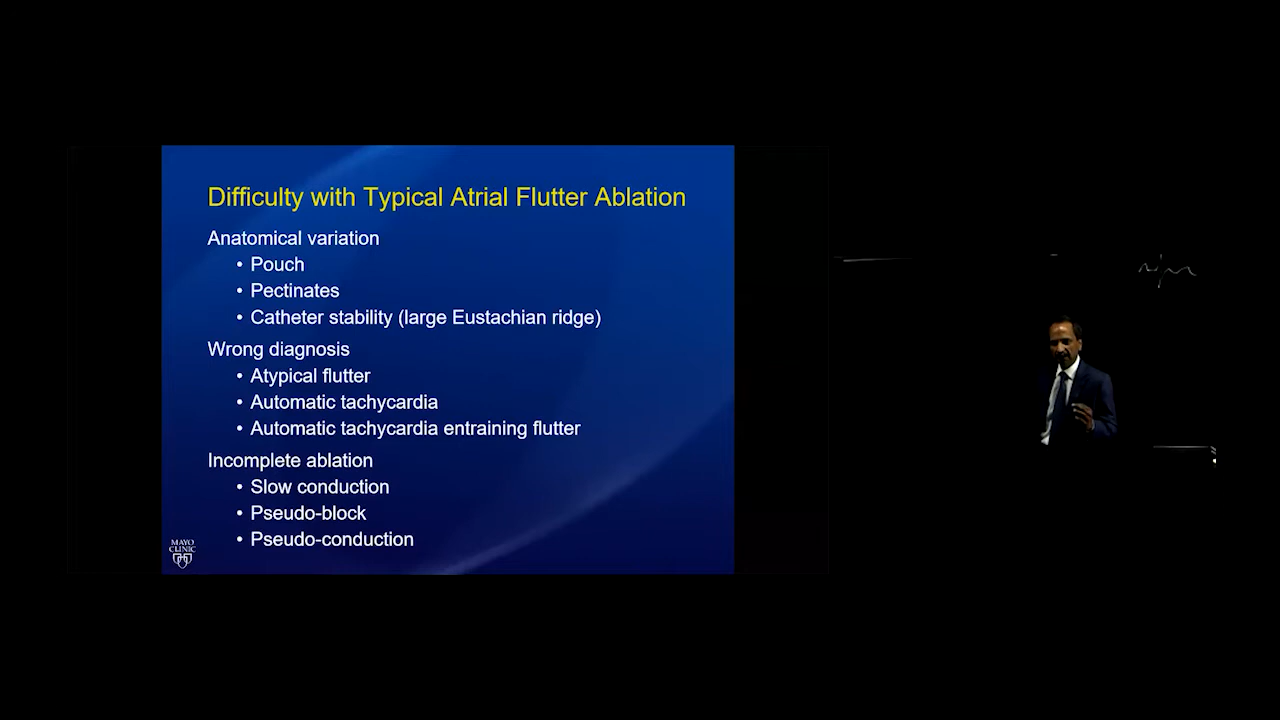 Difficulty with Typical Atrial Flutter Ablation
Anatomical variation
• Pouch
• Pectinates
• Catheter stability (large Eustachian ridge)
Wrong diagnosis
• Atypical flutter
• Automatic tachycardia
• Automatic tachycardia entraining flutter
Incomplete ablation
• Slow conduction
• Pseudo-block
• Pseudo-conduction
MAYO
CLINIC